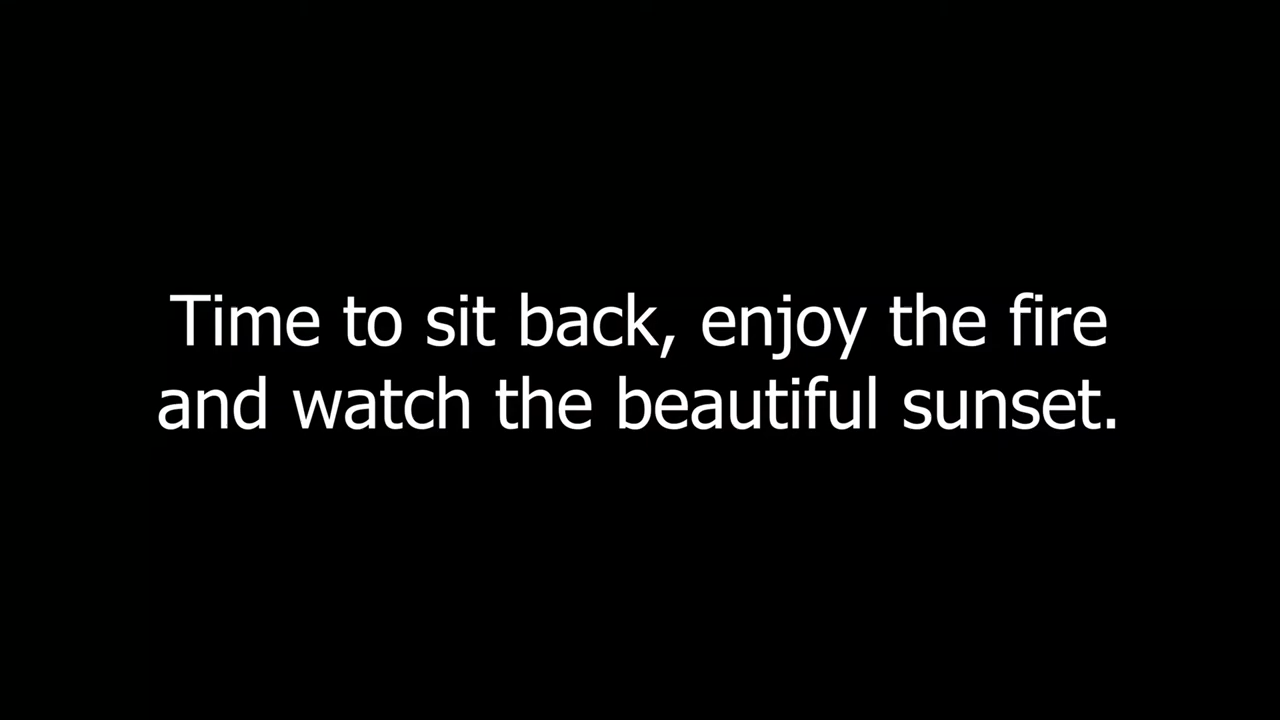 Time to sit back, enjoy the fire
and watch the beautiful sunset.